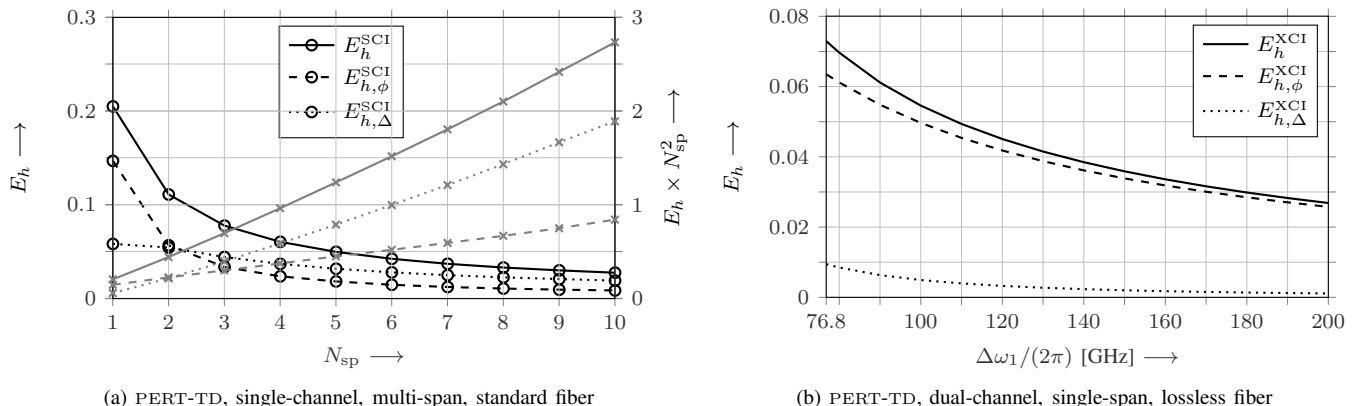 0.3
0.2
0.1
0
E_h ⟶
3
2
1
0
E_h × N_sp^2 ⟶
E_h^SCI
E_{h,ϕ}^SCI
E_{h,Δ}^SCI
1 2 3 4 5 6 7 8 9 10
N_sp ⟶
(a) PERT-TD, single-channel, multi-span, standard fiber
0.08
0.06
0.04
0.02
0
E_h ⟶
E_h^XCI
E_{h,ϕ}^XCI
E_{h,Δ}^XCI
76.8 100 120 140 160 180 200
Δω_1/(2π) [GHz] ⟶
(b) PERT-TD, dual-channel, single-span, lossless fiber